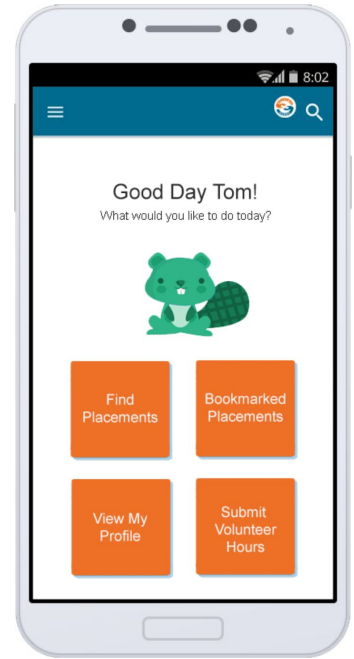 8:02
Good Day Tom!
What would you like to do today?
Find
Placements
Bookmarked
Placements
View My
Profile
Submit
Volunteer
Hours